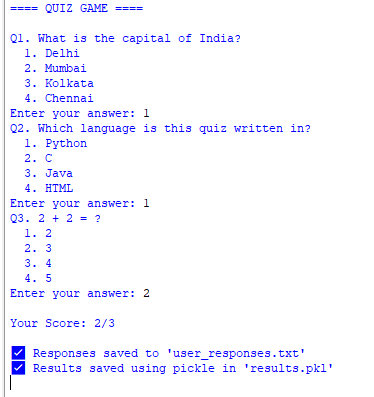 ==== QUIZ GAME ====
Q1. What is the capital of India?
1. Delhi
2. Mumbai
3. Kolkata
4. Chennai
Enter your answer: 1
Q2. Which language is this quiz written in?
1. Python
2. C
3. Java
4. HTML
Enter your answer: 1
Q3. 2 + 2 = ?
1. 2
2. 3
3. 4
4. 5
Enter your answer: 2
Your Score: 2/3
✅ Responses saved to 'user_responses.txt'
✅ Results saved using pickle in 'results.pkl'